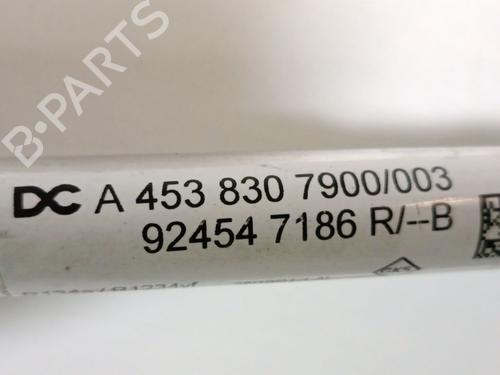 B-PARTS
DC A 453 830 7900/003
92454 7186 R/--B